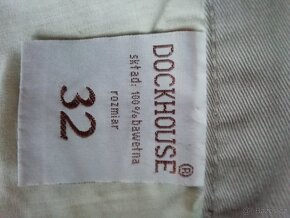 DOCKHOUSE®
skład: 100% bawełna
rozmiar
32